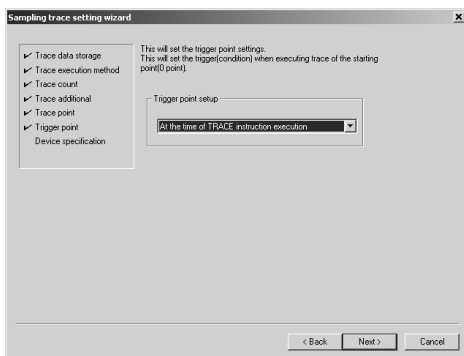 Sampling trace setting wizard
Trace data storage
Trace execution method
Trace count
Trace additional
Trace point
Trigger point
Device specification
This will set the trigger point settings.
This will set the trigger(condition) when executing trace of the starting
point(0 point).
Trigger point setup
At the time of TRACE instruction execution
< Back
Next >
Cancel